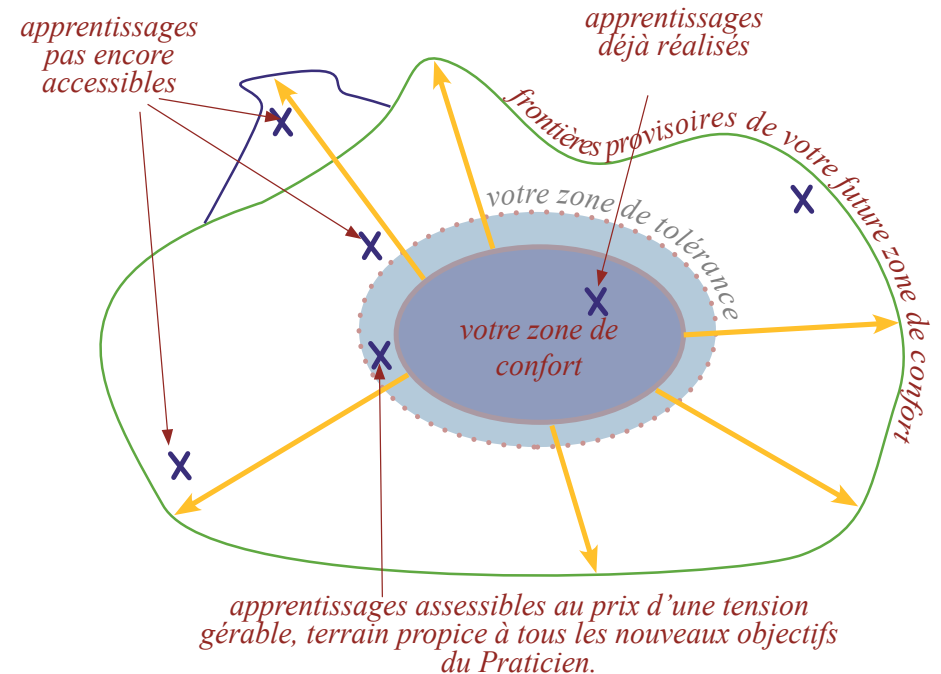 apprentissages
pas encore
accessibles
apprentissages
déjà réalisés
frontières provisoires de votre future zone de confort
votre zone de tolérance
votre zone de
confort
apprentissages assessibles au prix d’une tension
gérable, terrain propice à tous les nouveaux objectifs
du Praticien.